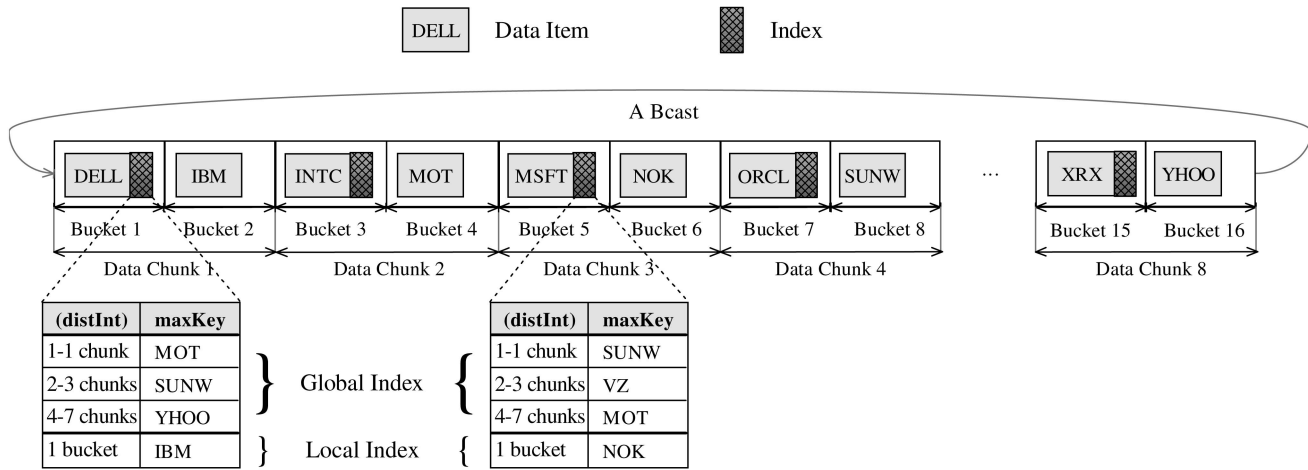 DELL Data Item Index
A Bcast
DELL IBM INTC MOT MSFT NOK ORCL SUNW ... XRX YHOO
Bucket 1 Bucket 2 Bucket 3 Bucket 4 Bucket 5 Bucket 6 Bucket 7 Bucket 8 Bucket 15 Bucket 16
Data Chunk 1 Data Chunk 2 Data Chunk 3 Data Chunk 4 Data Chunk 8
(distInt) maxKey
1-1 chunk MOT
2-3 chunks SUNW
4-7 chunks YHOO
1 bucket IBM
} Global Index {
} Local Index {
(distInt) maxKey
1-1 chunk SUNW
2-3 chunks VZ
4-7 chunks MOT
1 bucket NOK